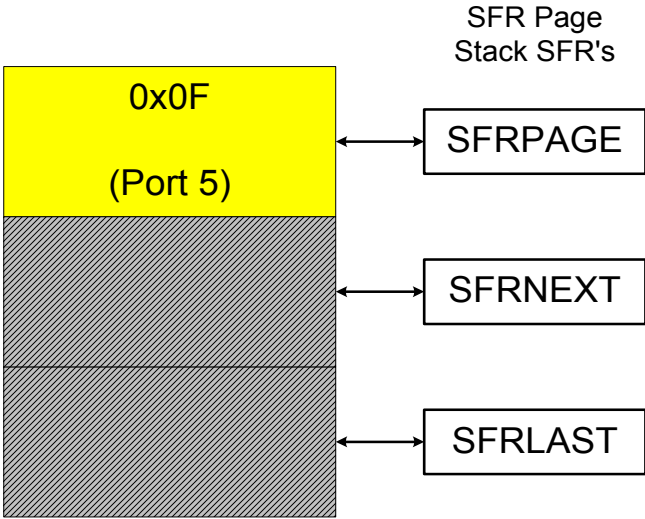 SFR Page
Stack SFR's
0x0F
(Port 5)
SFRPAGE
SFRNEXT
SFRLAST